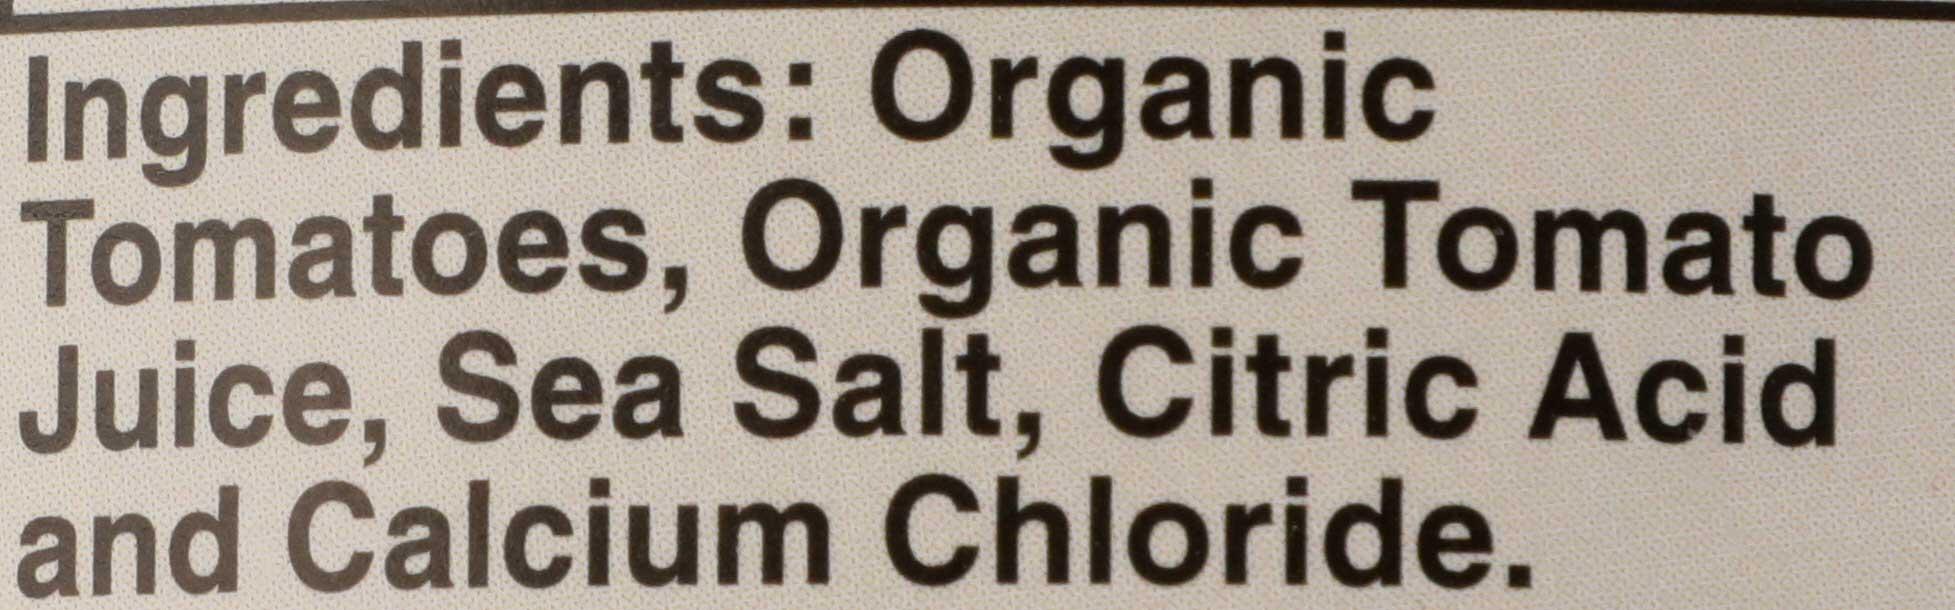 Ingredients: Organic
Tomatoes, Organic Tomato
Juice, Sea Salt, Citric Acid
and Calcium Chloride.